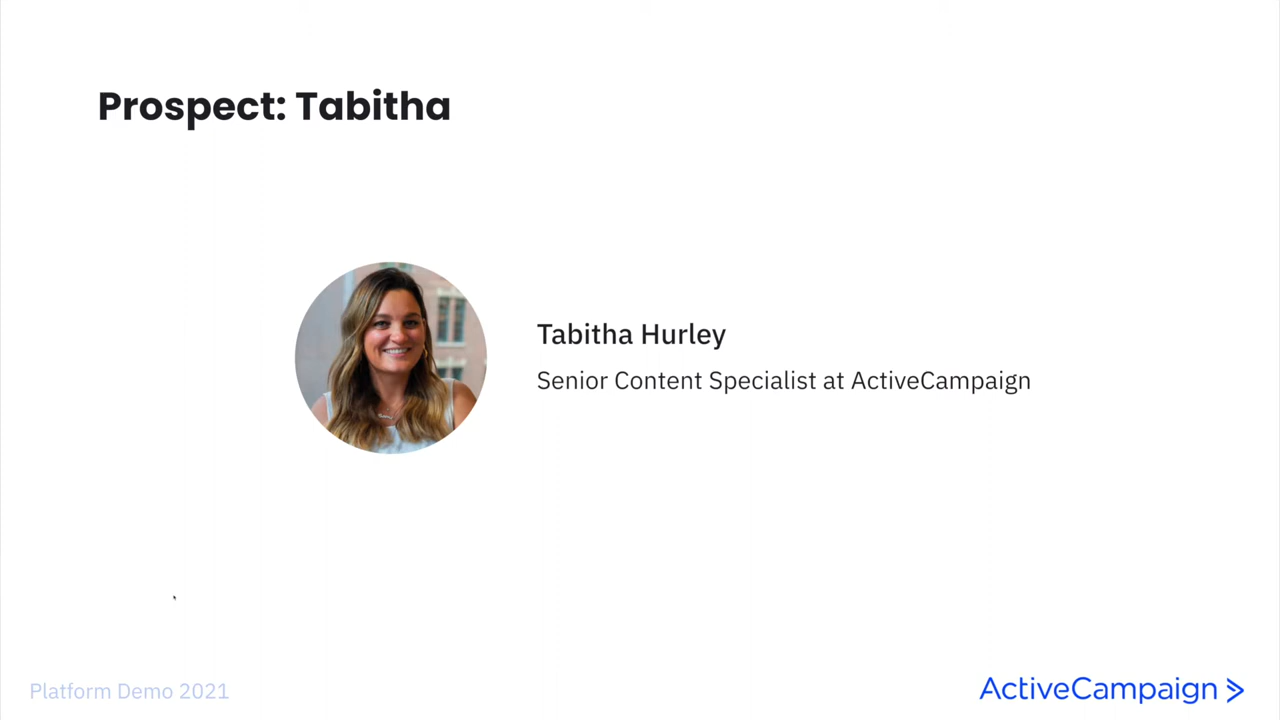 Prospect: Tabitha
Tabitha Hurley
Senior Content Specialist at ActiveCampaign
Platform Demo 2021
ActiveCampaign